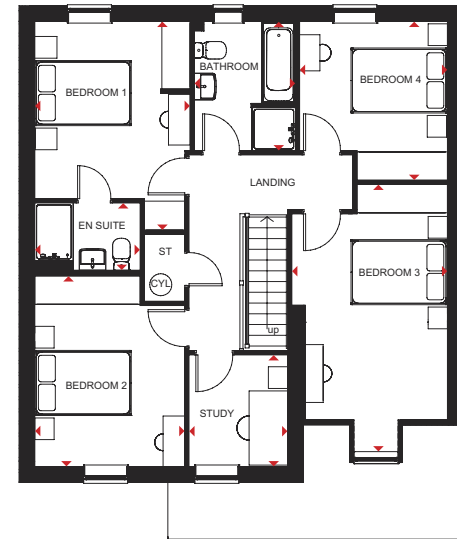 BATHROOM
BEDROOM 1
BEDROOM 4
LANDING
EN SUITE
ST
CYL
BEDROOM 3
up
BEDROOM 2
STUDY